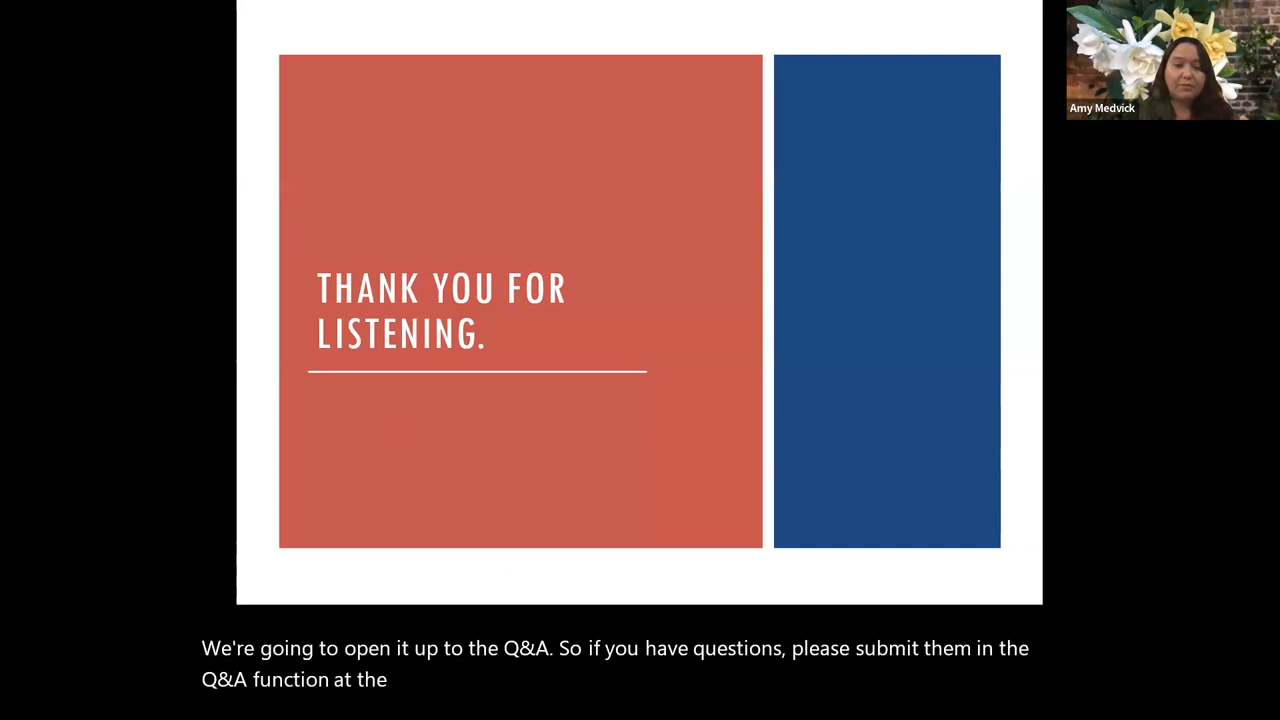 THANK YOU FOR
LISTENING.
Amy Medvick
We're going to open it up to the Q&A. So if you have questions, please submit them in the
Q&A function at the